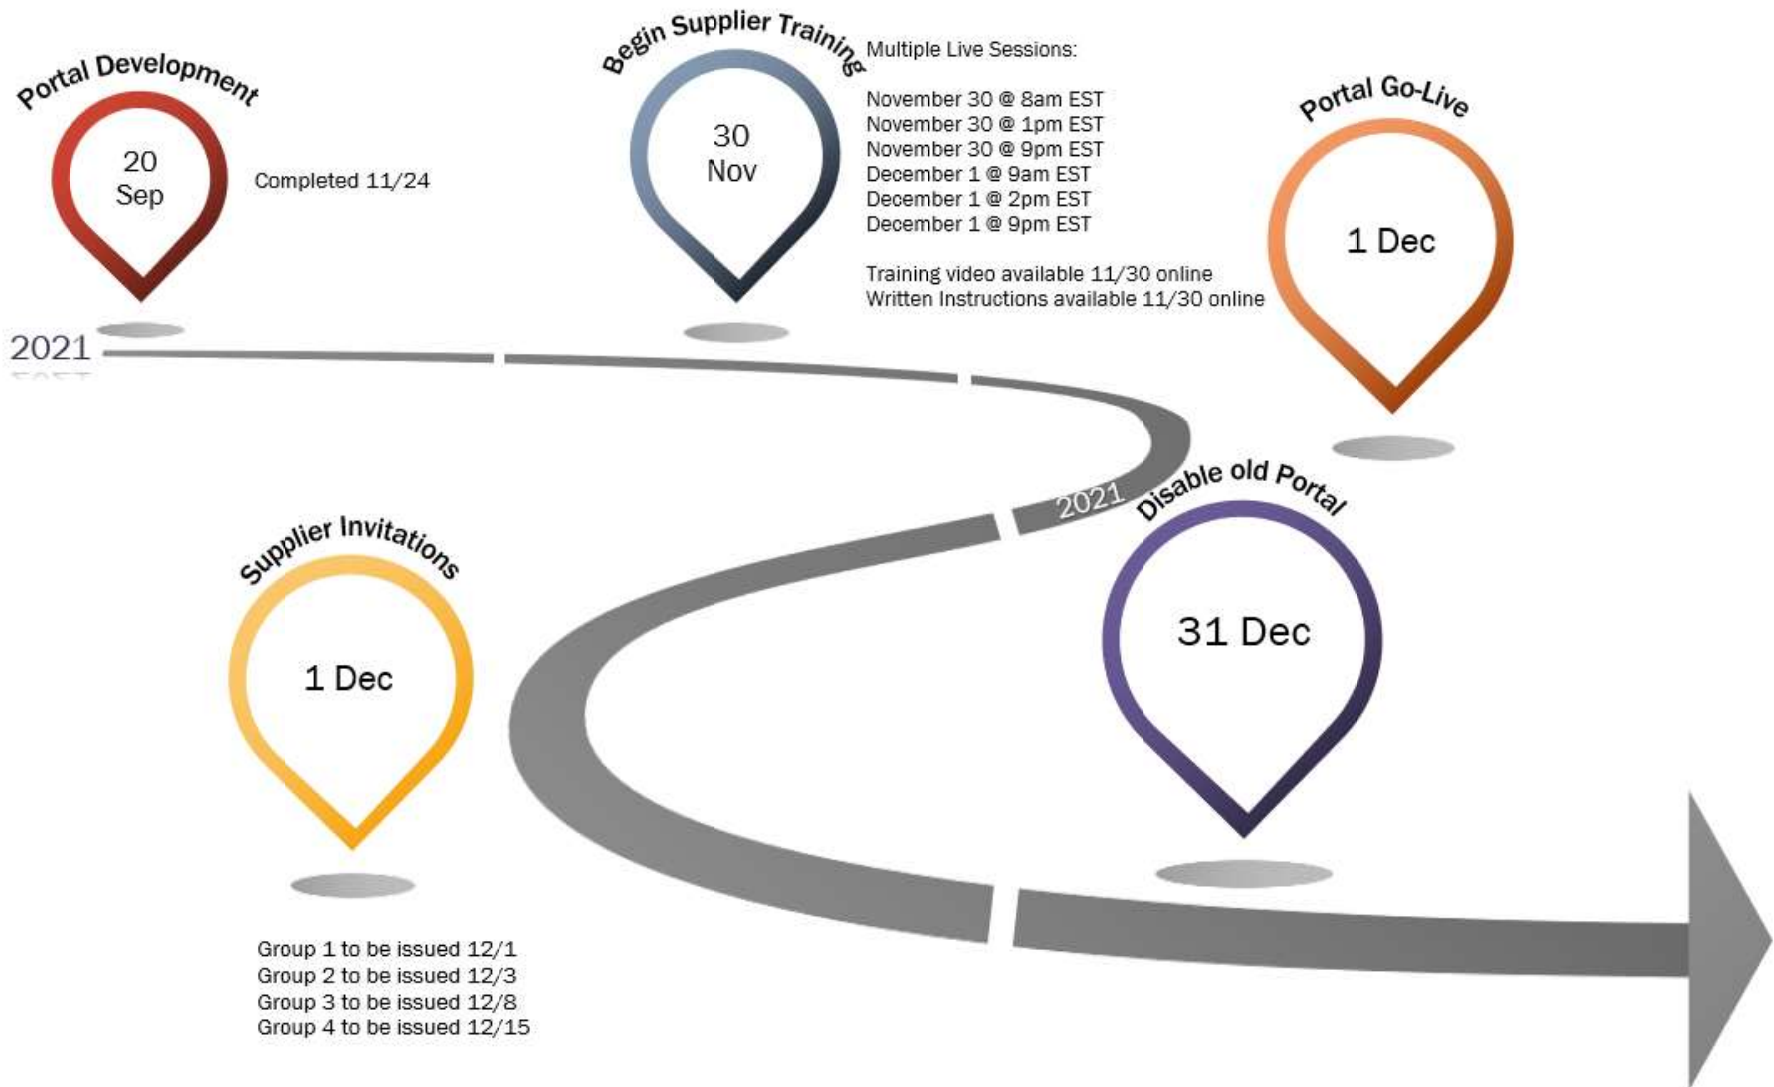 Portal Development
20
Sep
Completed 11/24
Begin Supplier Training
30
Nov
Multiple Live Sessions:
November 30 @ 8am EST
November 30 @ 1pm EST
November 30 @ 9pm EST
December 1 @ 9am EST
December 1 @ 2pm EST
December 1 @ 9pm EST
Training video available 11/30 online
Written Instructions available 11/30 online
Portal Go-Live
1 Dec
2021
2021
Supplier Invitations
1 Dec
Group 1 to be issued 12/1
Group 2 to be issued 12/3
Group 3 to be issued 12/8
Group 4 to be issued 12/15
Disable old Portal
31 Dec